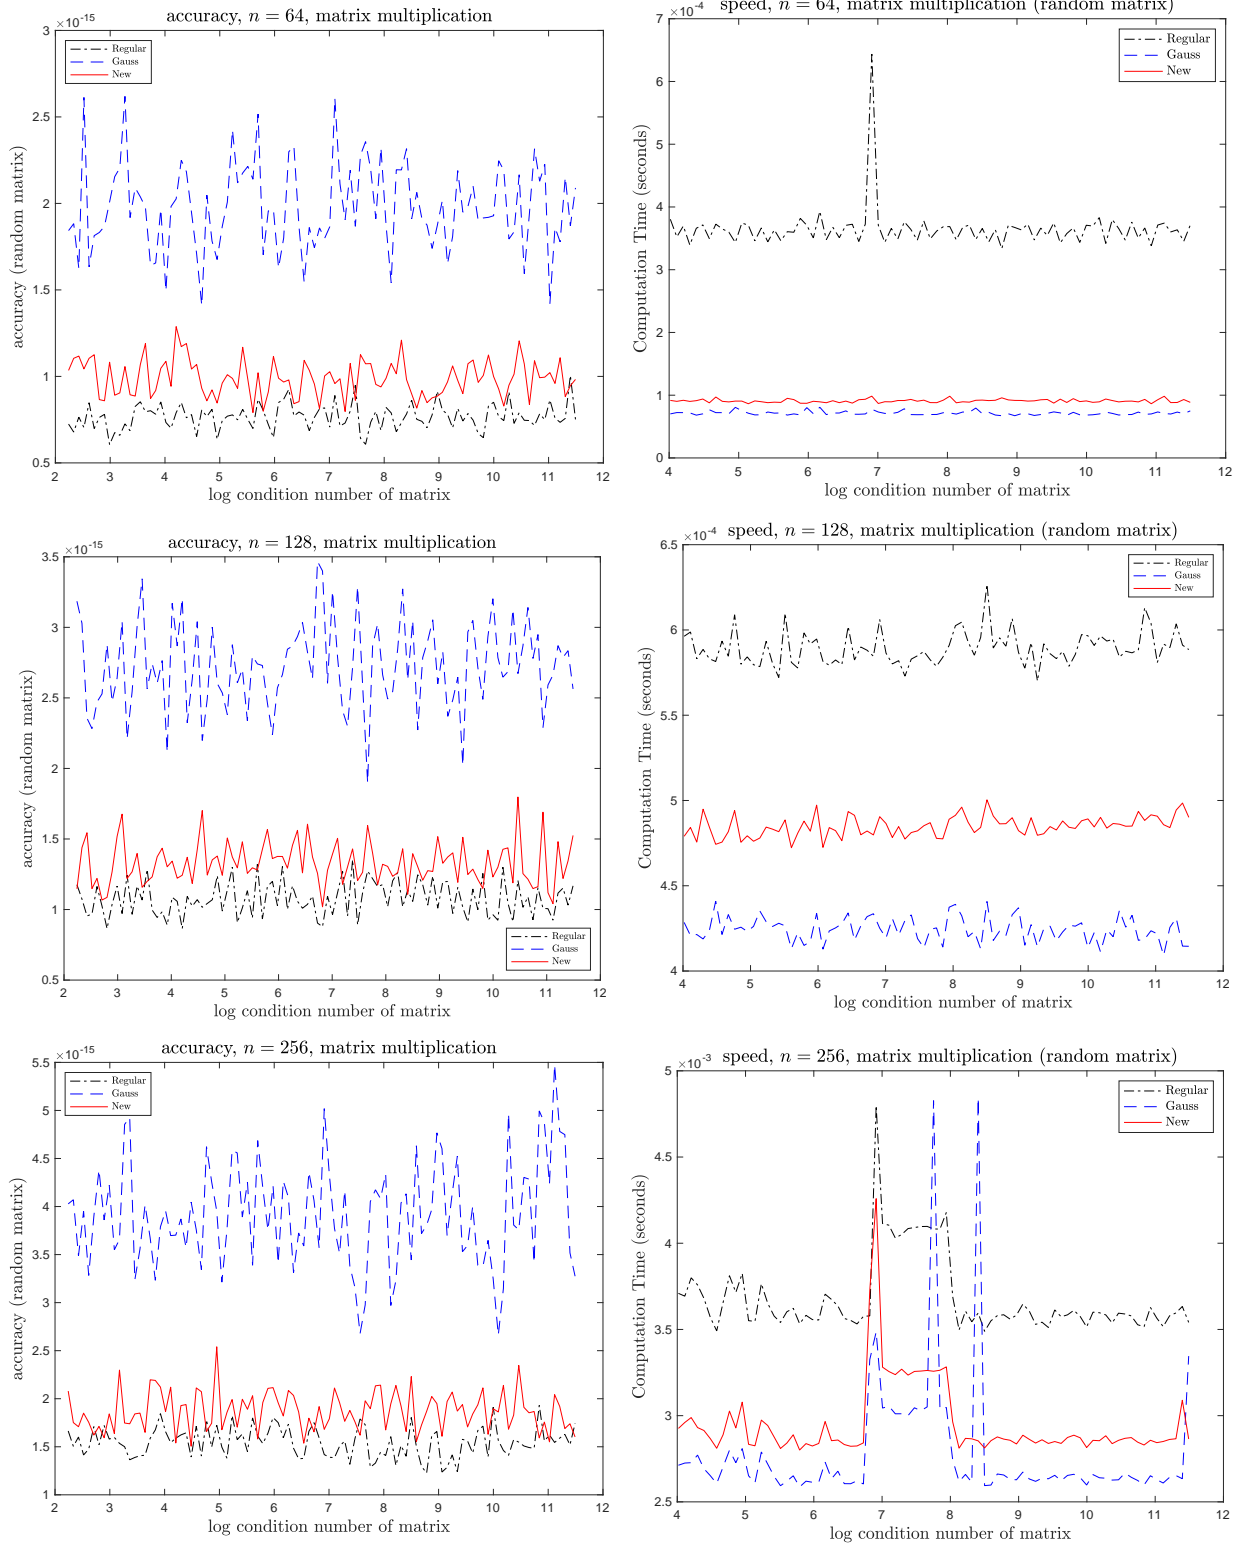 accuracy, n = 64, matrix multiplication
×10^-15
3
2.5
2
1.5
1
0.5
Regular
Gauss
New
accuracy (random matrix)
2 3 4 5 6 7 8 9 10 11 12
log condition number of matrix
speed, n = 64, matrix multiplication (random matrix)
×10^-4
7
6
5
4
3
2
1
0
Regular
Gauss
New
Computation Time (seconds)
4 5 6 7 8 9 10 11 12
log condition number of matrix
accuracy, n = 128, matrix multiplication
×10^-15
3.5
3
2.5
2
1.5
1
0.5
Regular
Gauss
New
accuracy (random matrix)
2 3 4 5 6 7 8 9 10 11 12
log condition number of matrix
speed, n = 128, matrix multiplication (random matrix)
×10^-4
6.5
6
5.5
5
4.5
4
Regular
Gauss
New
Computation Time (seconds)
4 5 6 7 8 9 10 11 12
log condition number of matrix
accuracy, n = 256, matrix multiplication
×10^-15
5.5
5
4.5
4
3.5
3
2.5
2
1.5
1
Regular
Gauss
New
accuracy (random matrix)
2 3 4 5 6 7 8 9 10 11 12
log condition number of matrix
speed, n = 256, matrix multiplication (random matrix)
×10^-3
5
4.5
4
3.5
3
2.5
Regular
Gauss
New
Computation Time (seconds)
4 5 6 7 8 9 10 11 12
log condition number of matrix